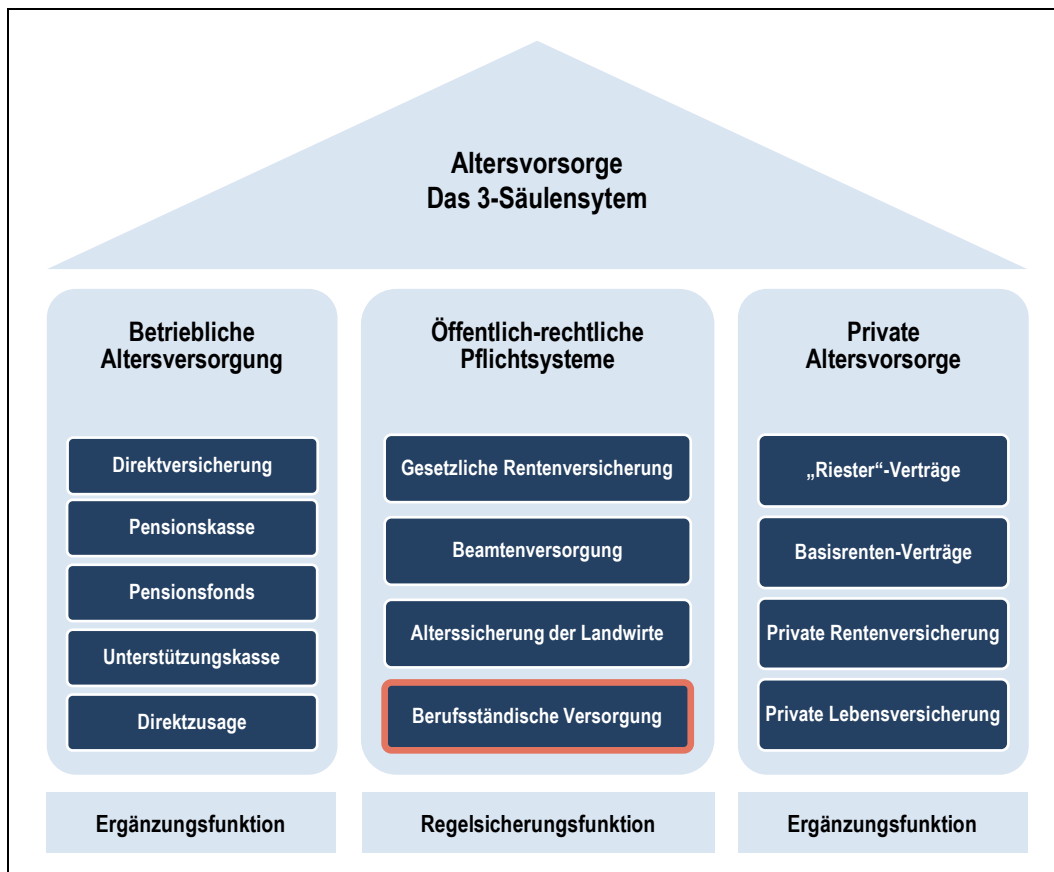 Altersvorsorge
Das 3-Säulensytem
Betriebliche
Altersversorgung
Direktversicherung
Pensionskasse
Pensionsfonds
Unterstützungskasse
Direktzusage
Ergänzungsfunktion
Öffentlich-rechtliche
Pflichtsysteme
Gesetzliche Rentenversicherung
Beamtenversorgung
Alterssicherung der Landwirte
Berufsständische Versorgung
Regelsicherungsfunktion
Private
Altersvorsorge
„Riester“-Verträge
Basisrenten-Verträge
Private Rentenversicherung
Private Lebensversicherung
Ergänzungsfunktion